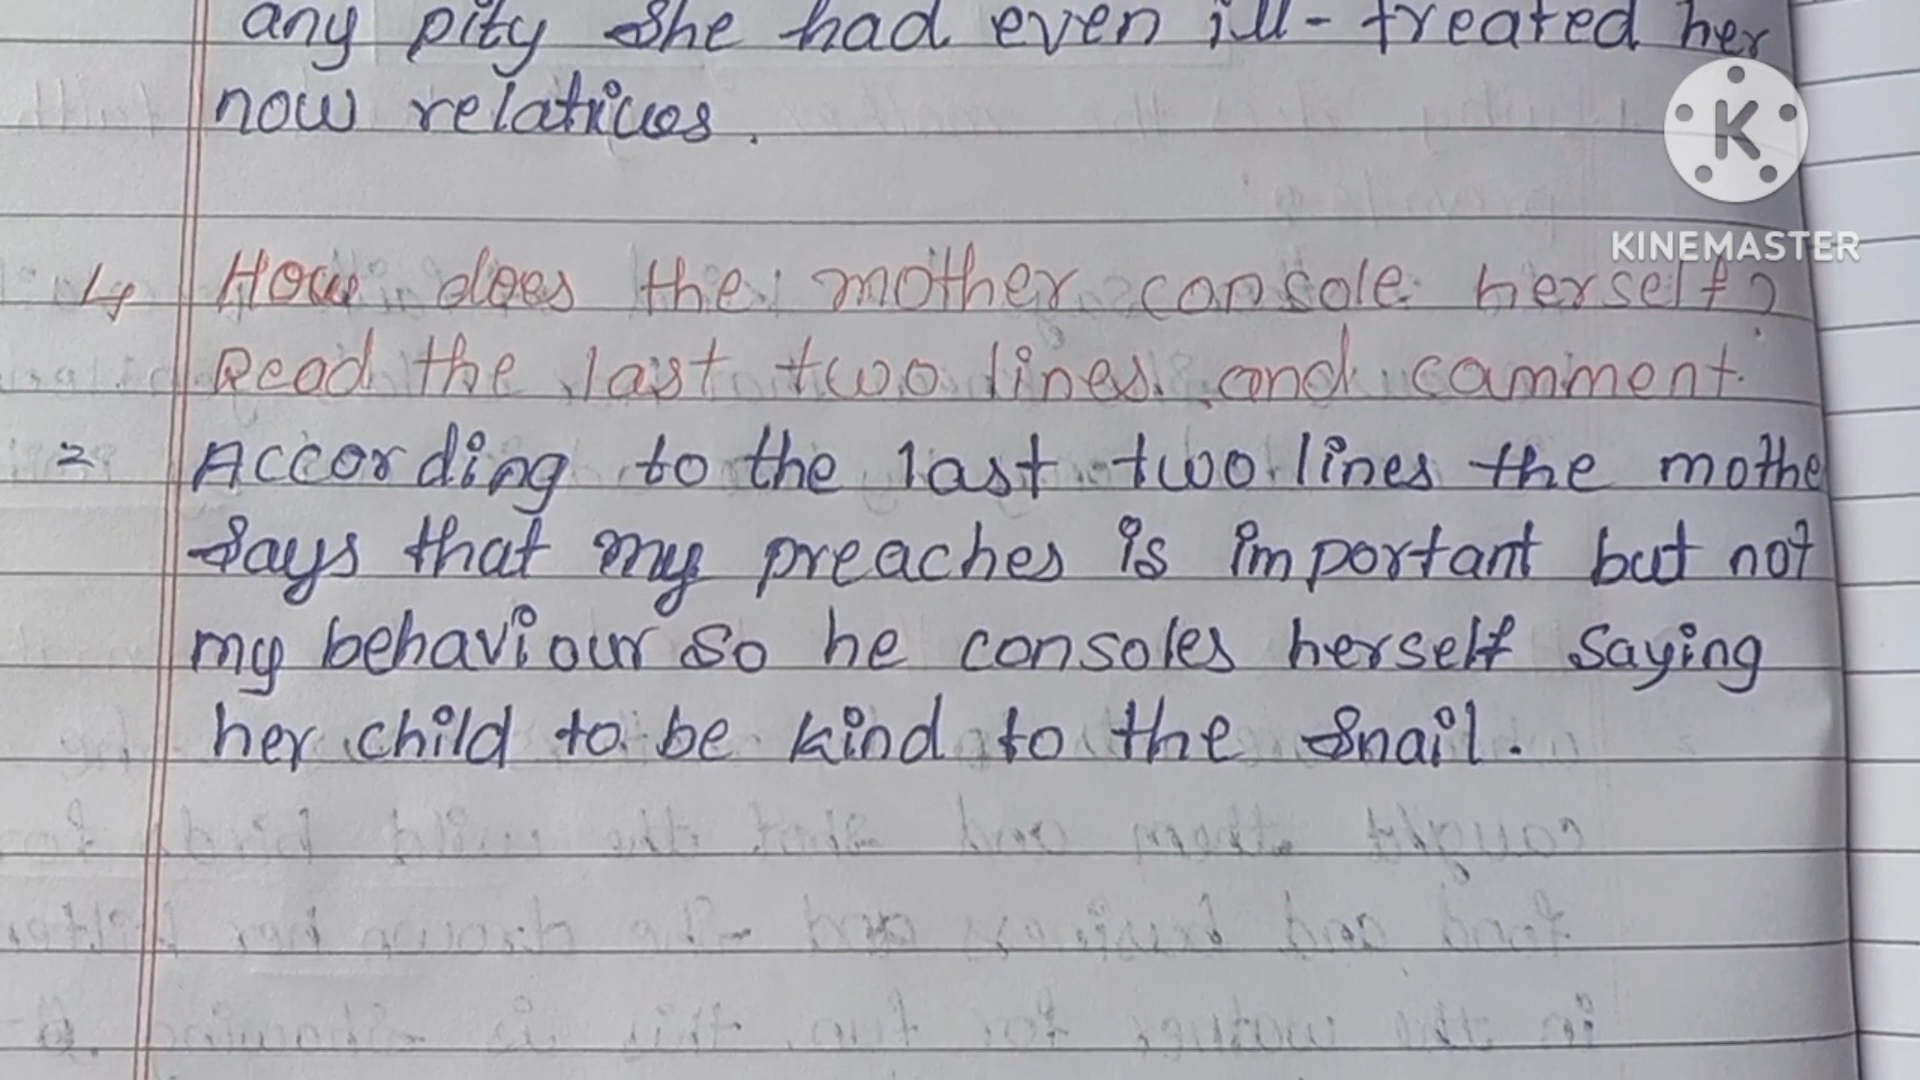 any pity She had even ill-treated her
now relatives.
KINEMASTER
4 How does the mother console herself?
Read the last two lines and camment.
= According to the last two lines the mothe
says that my preaches is important but not
my behaviour so he consoles herself saying
her child to be kind to the snail.